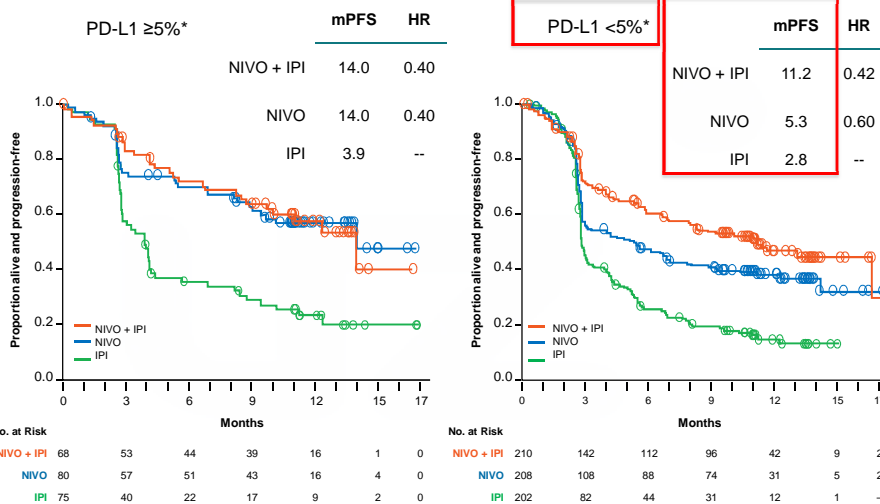 PD-L1 ≥5%*
mPFS HR
NIVO + IPI 14.0 0.40
NIVO 14.0 0.40
IPI 3.9 --
Proportion alive and progression-free
1.0
0.8
0.6
0.4
0.2
0.0
NIVO + IPI
NIVO
IPI
0 3 6 9 12 15 17
Months
No. at Risk
NIVO + IPI 68 53 44 39 16 1 0
NIVO 80 57 51 43 16 4 0
IPI 75 40 22 17 9 2 0
PD-L1 <5%*
mPFS HR
NIVO + IPI 11.2 0.42
NIVO 5.3 0.60
IPI 2.8 --
Proportion alive and progression-free
1.0
0.8
0.6
0.4
0.2
0.0
NIVO + IPI
NIVO
IPI
0 3 6 9 12 15
Months
No. at Risk
NIVO + IPI 210 142 112 96 42 9 2
NIVO 208 108 88 74 31 5 2
IPI 202 82 44 31 12 1 --